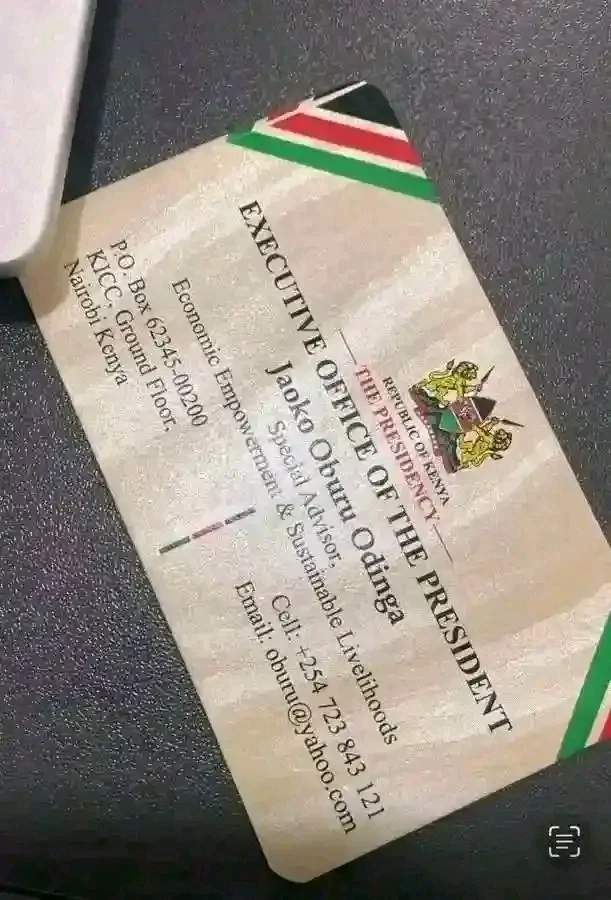 REPUBLIC OF KENYA
THE PRESIDENCY
EXECUTIVE OFFICE OF THE PRESIDENT
Jaoko Oburu Odinga
Special Advisor,
Economic Empowerment & Sustainable Livelihoods
P.O. Box 62345-00200
KICC, Ground Floor,
Nairobi Kenya
Cell: +254 723 843 121
Email: oburu@yahoo.com